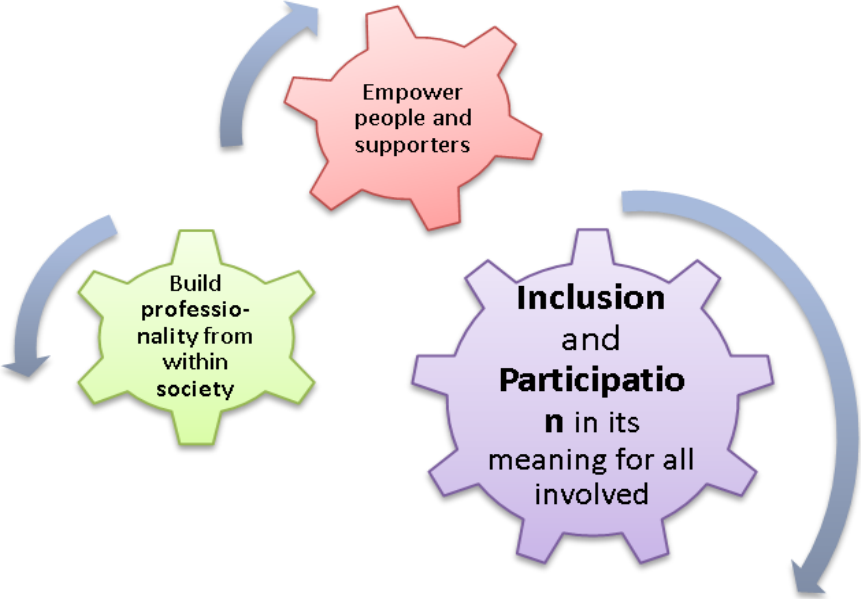 Empower
people and
supporters
Build
professio-
nality from
within
society
Inclusion
and
Participatio
n in its
meaning for all
involved